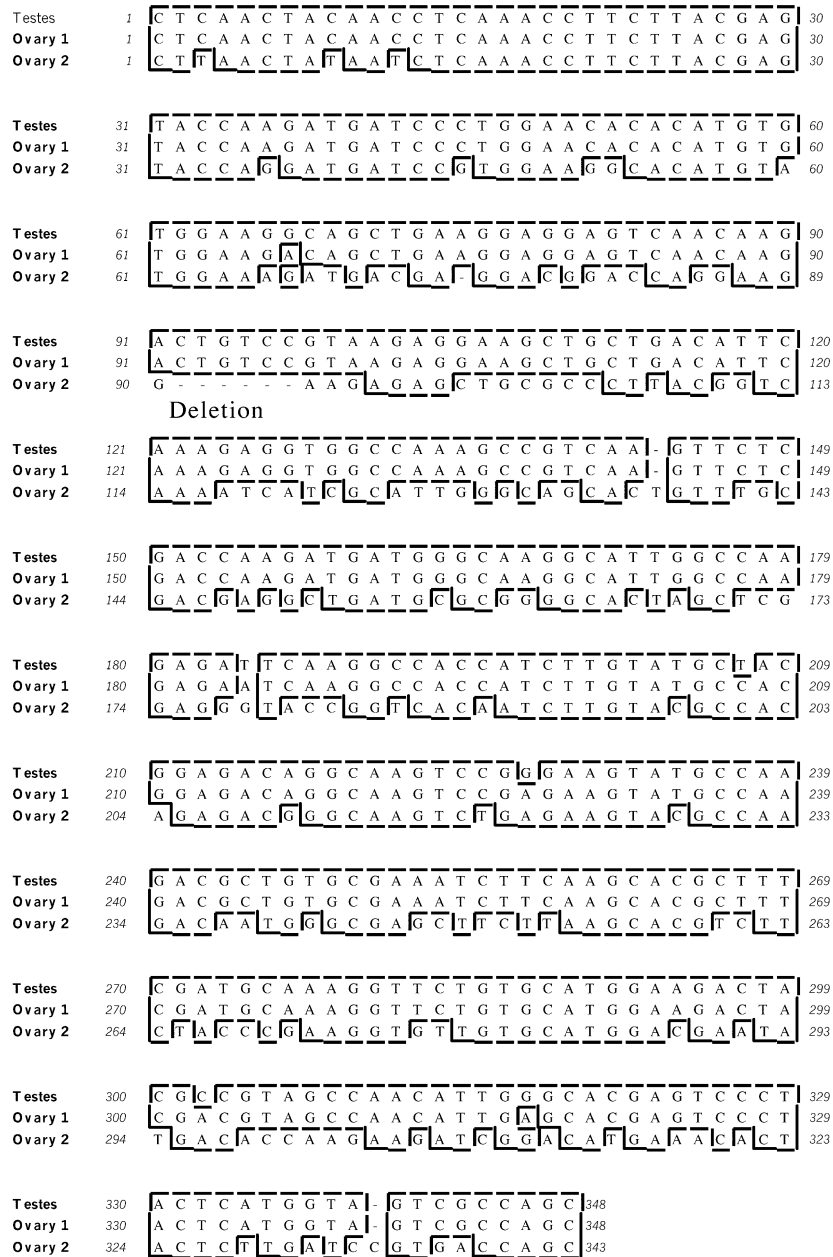 Testes 1 C T C A A C T A C A A C C T C A A A C C T T C T T A C G A G 30
Ovary 1 1 C T C A A C T A C A A C C T C A A A C C T T C T T A C G A G 30
Ovary 2 1 C T T A A C T A T A A T C T C A A A C C T T C T T A C G A G 30
Testes 31 T A C C A A G A T G A T C C C T G G A A C A C A C A T G T G 60
Ovary 1 31 T A C C A A G A T G A T C C C T G G A A C A C A C A T G T G 60
Ovary 2 31 T A C C A G G A T G A T C C G T G G A A G G C A C A T G T A 60
Testes 61 T G G A A G G C A G C T G A A G G A G G A G T C A A C A A G 90
Ovary 1 61 T G G A A G A C A G C T G A A G G A G G A G T C A A C A A G 90
Ovary 2 61 T G G A A A G A T G A C G A - G G A C G G A C C A G G A A G 89
Testes 91 A C T G T C C G T A A G A G G A A G C T G C T G A C A T T C 120
Ovary 1 91 A C T G T C C G T A A G A G G A A G C T G C T G A C A T T C 120
Ovary 2 90 G - - - - - - A A G A G A G C T G C G C C C T T A C G G T C 113
Deletion
Testes 121 A A A G A G G T G G C C A A A G C C G T C A A - G T T C T C 149
Ovary 1 121 A A A G A G G T G G C C A A A G C C G T C A A - G T T C T C 149
Ovary 2 114 A A A A T C A T C G C A T T G G G C A G C A C T G T T T G C 143
Testes 150 G A C C A A G A T G A T G G G C A A G G C A T T G G C C A A 179
Ovary 1 150 G A C C A A G A T G A T G G G C A A G G C A T T G G C C A A 179
Ovary 2 144 G A C G A G G C T G A T G C G C G G G G C A C T A G C T C G 173
Testes 180 G A G A T T C A A G G C C A C C A T C T T G T A T G C T A C 209
Ovary 1 180 G A G A A T C A A G G C C A C C A T C T T G T A T G C C A C 209
Ovary 2 174 G A G G G T A C C G G T C A C A A T C T T G T A C G C C A C 203
Testes 210 G G A G A C A G G C A A G T C C G G G A A G T A T G C C A A 239
Ovary 1 210 G G A G A C A G G C A A G T C C G A G A A G T A T G C C A A 239
Ovary 2 204 A G A G A C G G G C A A G T C T G A G A A G T A C G C C A A 233
Testes 240 G A C G C T G T G C G A A A T C T T C A A G C A C G C T T T 269
Ovary 1 240 G A C G C T G T G C G A A A T C T T C A A G C A C G C T T T 269
Ovary 2 234 G A C A A T G G G C G A G C T T C T T A A G C A C G T C T T 263
Testes 270 C G A T G C A A A G G T T C T G T G C A T G G A A G A C T A 299
Ovary 1 270 C G A T G C A A A G G T T C T G T G C A T G G A A G A C T A 299
Ovary 2 264 C T A C C C G A A G G T G T T G T G C A T G G A C G A A T A 293
Testes 300 C G C C G T A G C C A A C A T T G G G C A C G A G T C C C T 329
Ovary 1 300 C G A C G T A G C C A A C A T T G A G C A C G A G T C C C T 329
Ovary 2 294 T G A C A C C A A G A A G A T C G G A C A T G A A A C A C T 323
Testes 330 A C T C A T G G T A - G T C G C C A G C 348
Ovary 1 330 A C T C A T G G T A - G T C G C C A G C 348
Ovary 2 324 A C T C T T G A T C C G T G A C C A G C 343